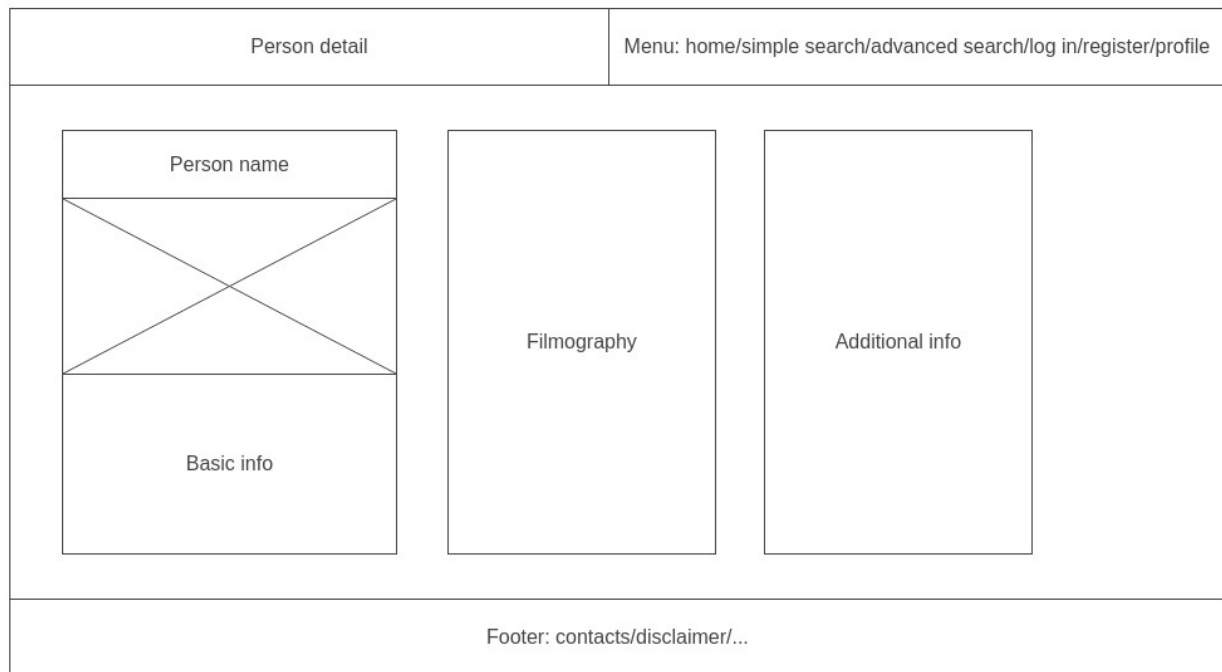 Person detail
Menu: home/simple search/advanced search/log in/register/profile
Person name
Basic info
Filmography
Additional info
Footer: contacts/disclaimer/...